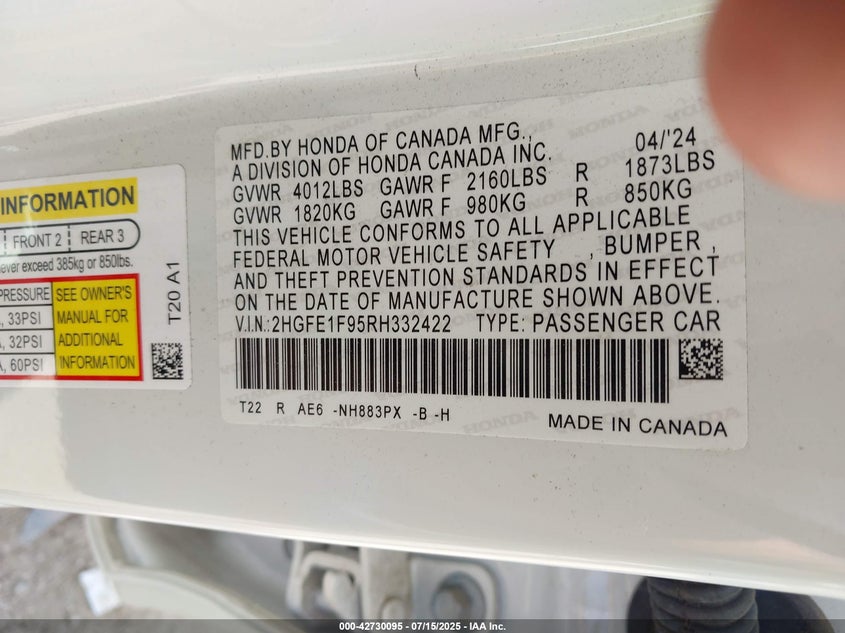 INFORMATION
FRONT 2 REAR 3
never exceed 385kg or 850lbs.
PRESSURE
33PSI
32PSI
60PSI
SEE OWNER'S
MANUAL FOR
ADDITIONAL
INFORMATION
T20 A1
MFD.BY HONDA OF CANADA MFG., 04/'24
A DIVISION OF HONDA CANADA INC.
GVWR 4012LBS GAWR F 2160LBS R 1873LBS
GVWR 1820KG GAWR F 980KG R 850KG
THIS VEHICLE CONFORMS TO ALL APPLICABLE
FEDERAL MOTOR VEHICLE SAFETY , BUMPER ,
AND THEFT PREVENTION STANDARDS IN EFFECT
ON THE DATE OF MANUFACTURE SHOWN ABOVE.
V.I.N.:2HGFE1F95RH332422 TYPE: PASSENGER CAR
T22 R AE6 -NH883PX -B -H
MADE IN CANADA
000-42730095 - 07/15/2025 - IAA Inc.